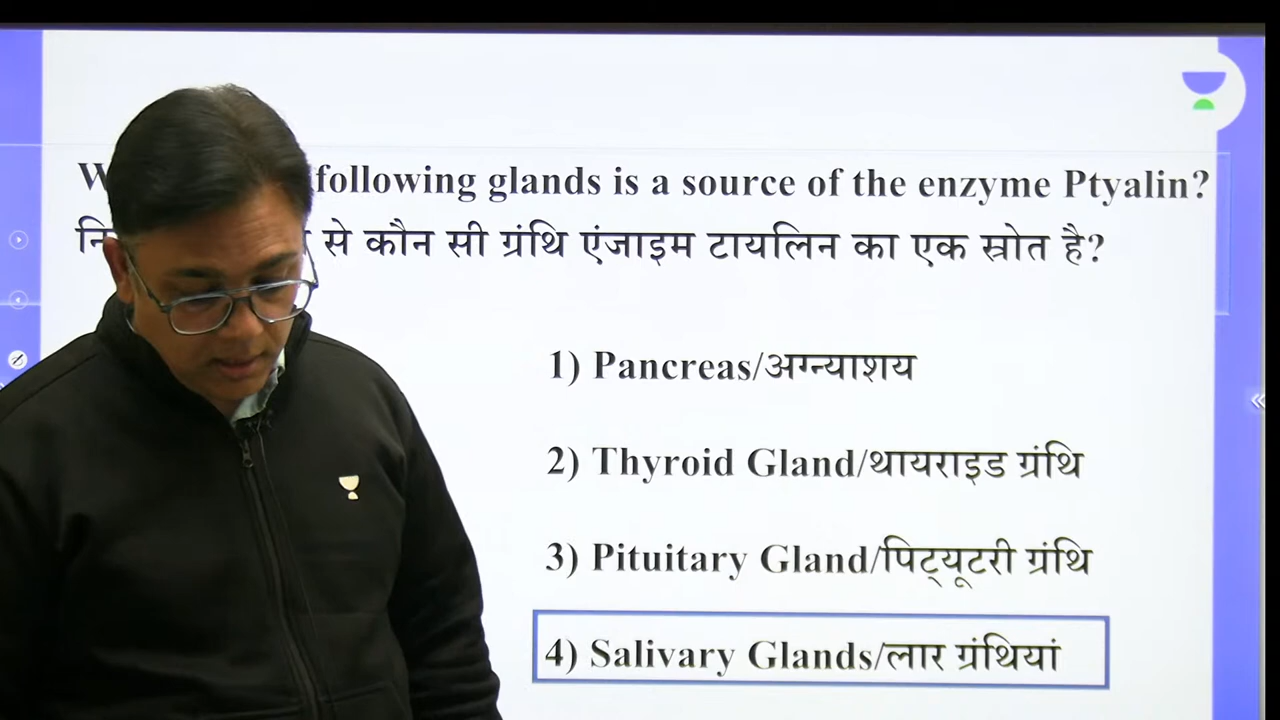 following glands is a source of the enzyme Ptyalin?
से कौन सी ग्रंथि एंजाइम टायलिन का एक स्रोत है?
1) Pancreas/अग्न्याशय
2) Thyroid Gland/थायराइड ग्रंथि
3) Pituitary Gland/पिट्यूटरी ग्रंथि
4) Salivary Glands/लार ग्रंथियां